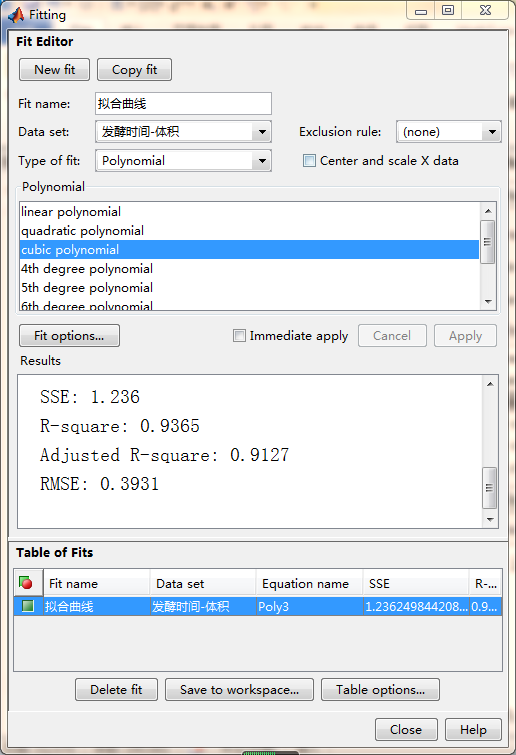 Fitting
Fit Editor
New fit
Copy fit
Fit name:
拟合曲线
Data set:
发酵时间-体积
Exclusion rule:
(none)
Type of fit:
Polynomial
Center and scale X data
Polynomial
linear polynomial
quadratic polynomial
cubic polynomial
4th degree polynomial
5th degree polynomial
6th degree polynomial
Fit options...
Immediate apply
Cancel
Apply
Results
SSE: 1.236
R-square: 0.9365
Adjusted R-square: 0.9127
RMSE: 0.3931
Table of Fits
Fit name
Data set
Equation name
SSE
R-...
拟合曲线
发酵时间-体积
Poly3
1.236249844208...
0.9...
Delete fit
Save to workspace...
Table options...
Close
Help